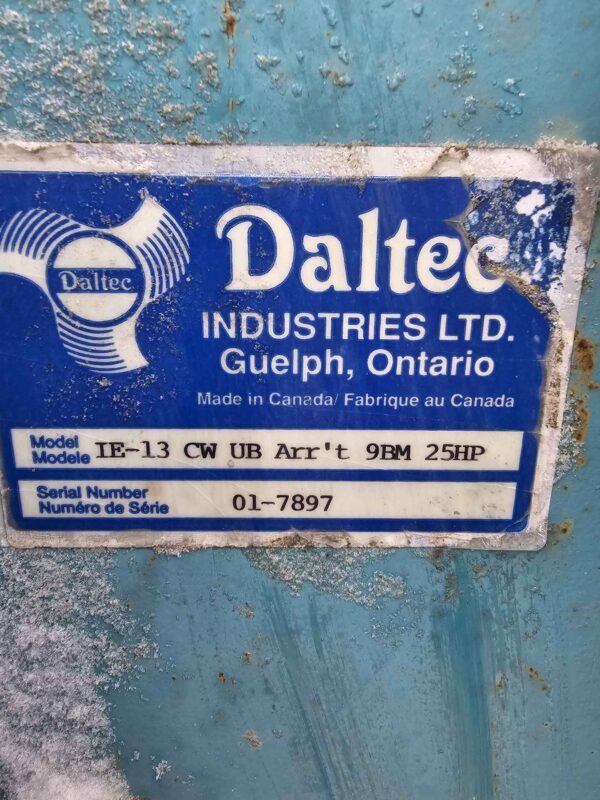 Daltec
Daltec
INDUSTRIES LTD.
Guelph, Ontario
Made in Canada/ Fabrique au Canada
Model
Modele
IE-13 CW UB Arr't 9BM 25HP
Serial Number
Numéro de Série
01-7897